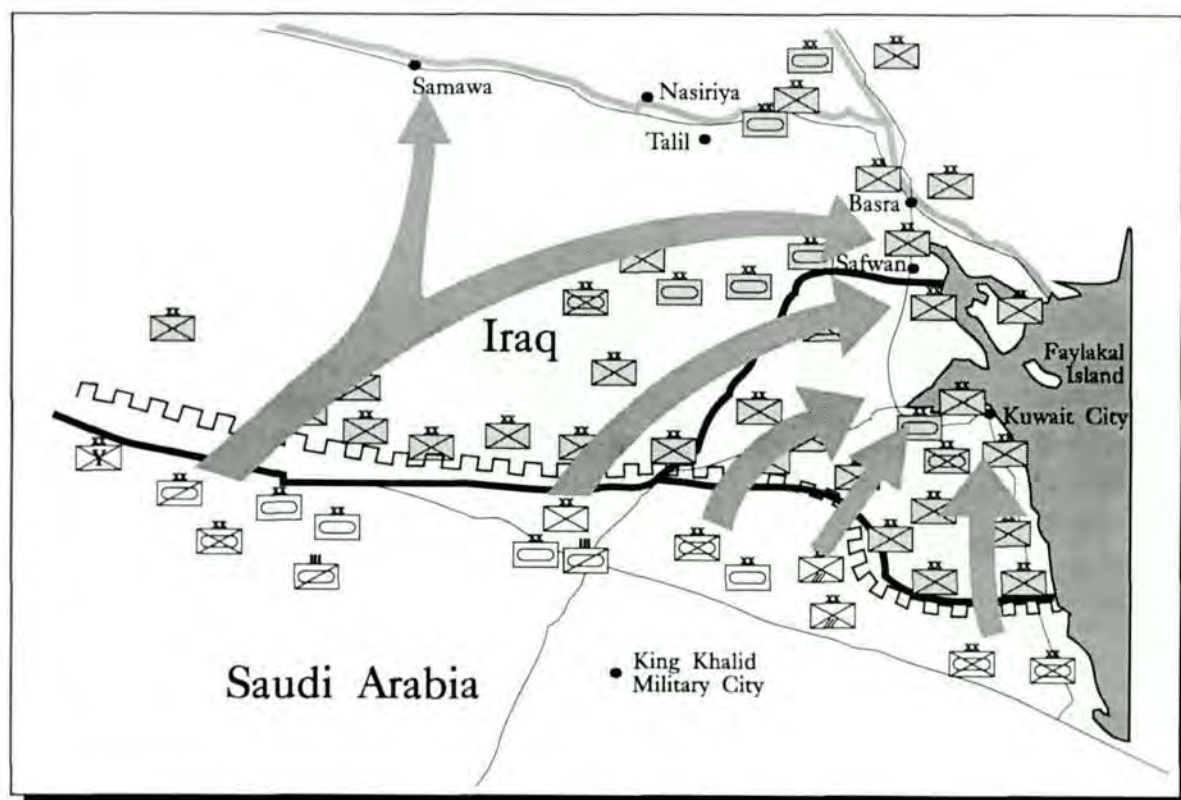 Samawa
Nasiriya
Talil
Basra
Safwan
Iraq
Faylakal
Island
Kuwait City
Saudi Arabia
King Khalid
Military City